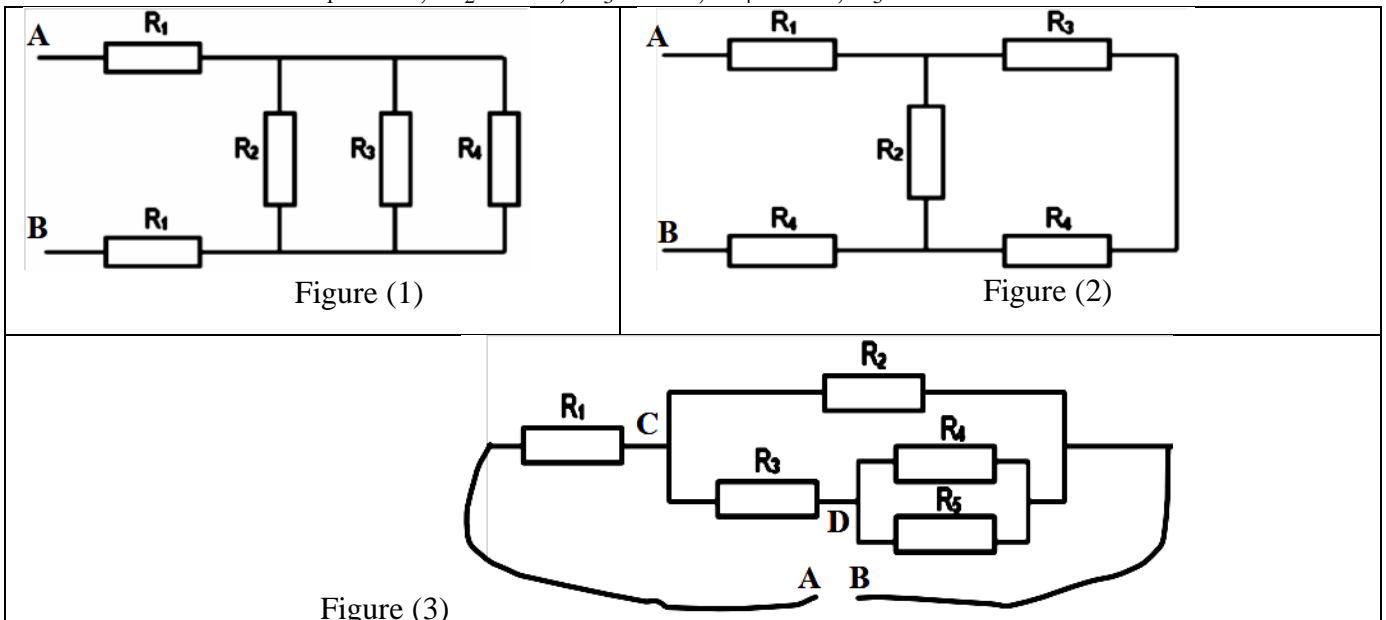 A R₁
R₂ R₃ R₄
B R₁
Figure (1)
A R₁ R₃
R₂
B R₄ R₄
Figure (2)
R₂
R₁ C
R₄
R₃
D R₅
A B
Figure (3)